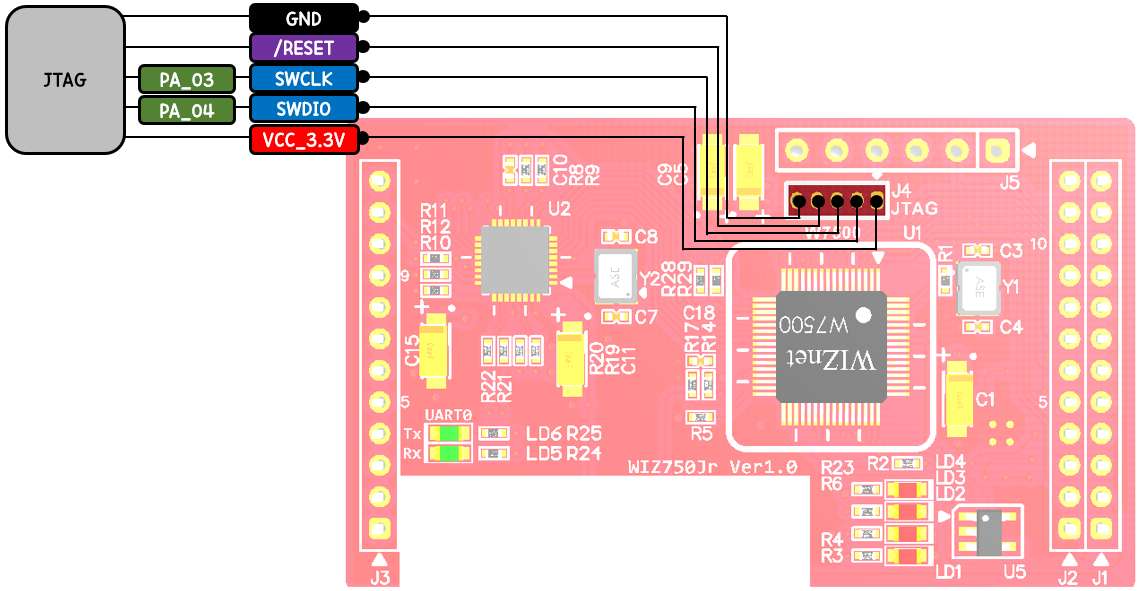 JTAG
GND
/RESET
PA_03 SWCLK
PA_04 SWDIO
VCC_3.3V
C10
R8
R9
C9
C5
J5
J4
JTAG
W7500
U1
U2
R11
R12
R10
9
C8
ASE
Y2
C7
R28
R29
R1
10
C3
ASE
Y1
C4
C18
R17
R14
W7500
WIZnet
C15
R22
R21
R20
R19
C11
5
C1
5
R5
UART0
Tx
Rx
LD6 R25
LD5 R24
WIZ750Jr Ver1.0
R23
R6
R2
LD4
LD3
LD2
R4
R3
LD1
U5
J3
J2
J1